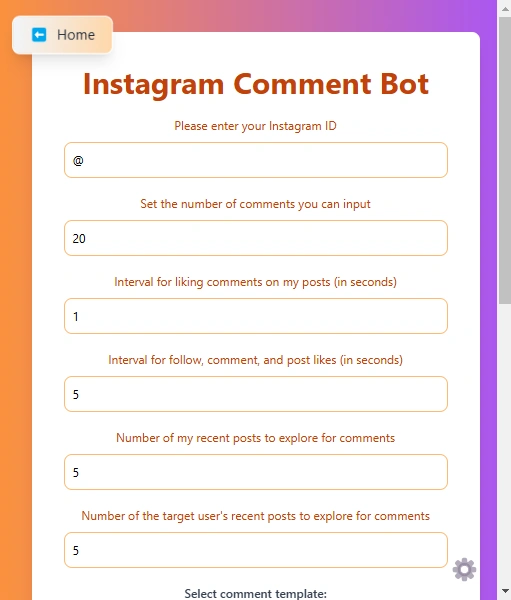 Home
Instagram Comment Bot
Please enter your Instagram ID
@
Set the number of comments you can input
20
Interval for liking comments on my posts (in seconds)
1
Interval for follow, comment, and post likes (in seconds)
5
Number of my recent posts to explore for comments
5
Number of the target user's recent posts to explore for comments
5
Select comment template: